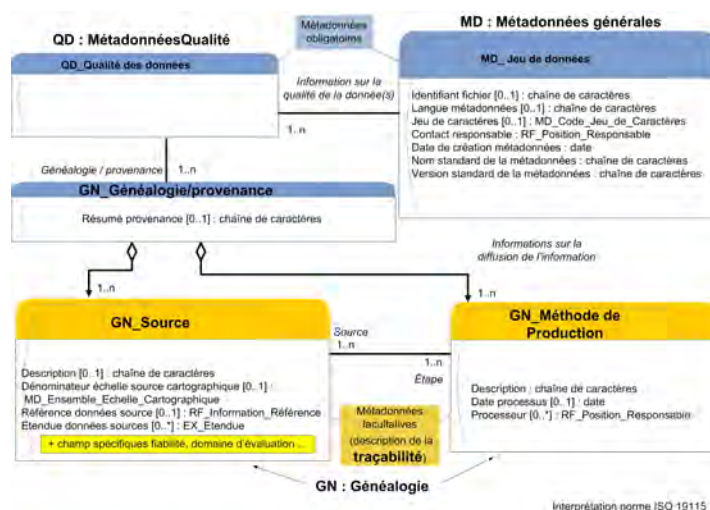 QD : MétadonnéesQualité
Métadonnées
obligatoires
MD : Métadonnées générales
QD_Qualité des données
MD_ Jeu de données
Information sur la
qualité de la donnée(s)
1..n
Identifiant fichier [0..1] : chaîne de caractères
Langue métadonnées [0..1] : chaîne de caractères
Jeu de caractères [0..1] : MD_Code_Jeu_de_Caractères
Contact responsable : RF_Position_Responsable
Date de création métadonnées : date
Nom standard de la métadonnées : chaîne de caractères
Version standard de la métadonnées : chaîne de caractères
Généalogie / provenance
1..n
GN_Généalogie/provenance
Résumé provenance [0..1] : chaîne de caractères
Informations sur la
diffusion de l'information
1..n
1..n
GN_Source
Description [0..1] : chaîne de caractères
Dénominateur échelle source cartographique [0..1] :
MD_Ensemble_Echelle_Cartographique
Référence données source [0..1] : RF_Information_Référence
Etendue données sources [0..*] : EX_Etendue
+ champ spécifiques fiabilité, domaine d'évaluation ...
Source
1..n
1..n
Étape
GN_Méthode de
Production
Description : chaîne de caractères
Date processus [0..1] : date
Processeur [0..*] : RF_Position_Responsable
Métadonnées
facultatives
(description de la
traçabilité)
GN : Généalogie
Interprétation norme ISO 19115